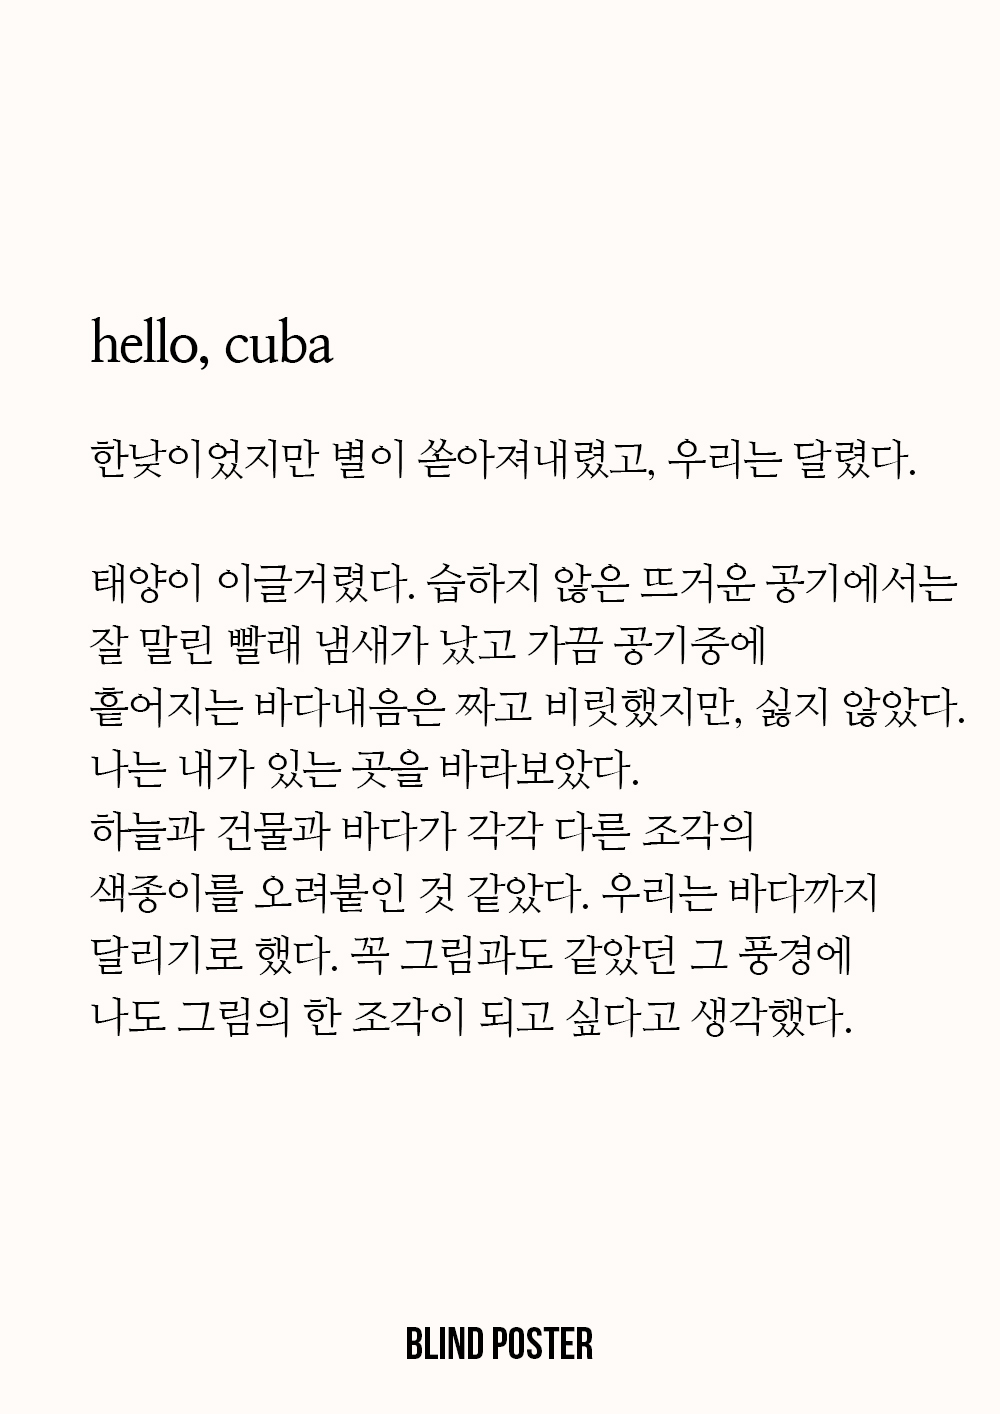 hello, cuba
한낮이었지만 별이 쏟아져내렸고, 우리는 달렸다.
태양이 이글거렸다. 습하지 않은 뜨거운 공기에서는
잘 말린 빨래 냄새가 났고 가끔 공기중에
흩어지는 바다내음은 짜고 비릿했지만, 싫지 않았다.
나는 내가 있는 곳을 바라보았다.
하늘과 건물과 바다가 각각 다른 조각의
색종이를 오려붙인 것 같았다. 우리는 바다까지
달리기로 했다. 꼭 그림과도 같았던 그 풍경에
나도 그림의 한 조각이 되고 싶다고 생각했다.
BLIND POSTER